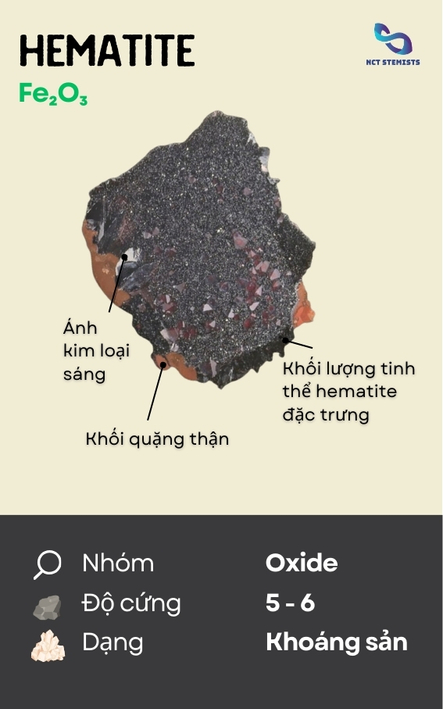 HEMATITE
NCT STEMISTS
Fe₂O₃
Ánh
kim loại
sáng
Khối lượng tinh
thể hematite
đặc trưng
Khối quặng thận
Nhóm Oxide
Độ cứng 5 - 6
Dạng Khoáng sản